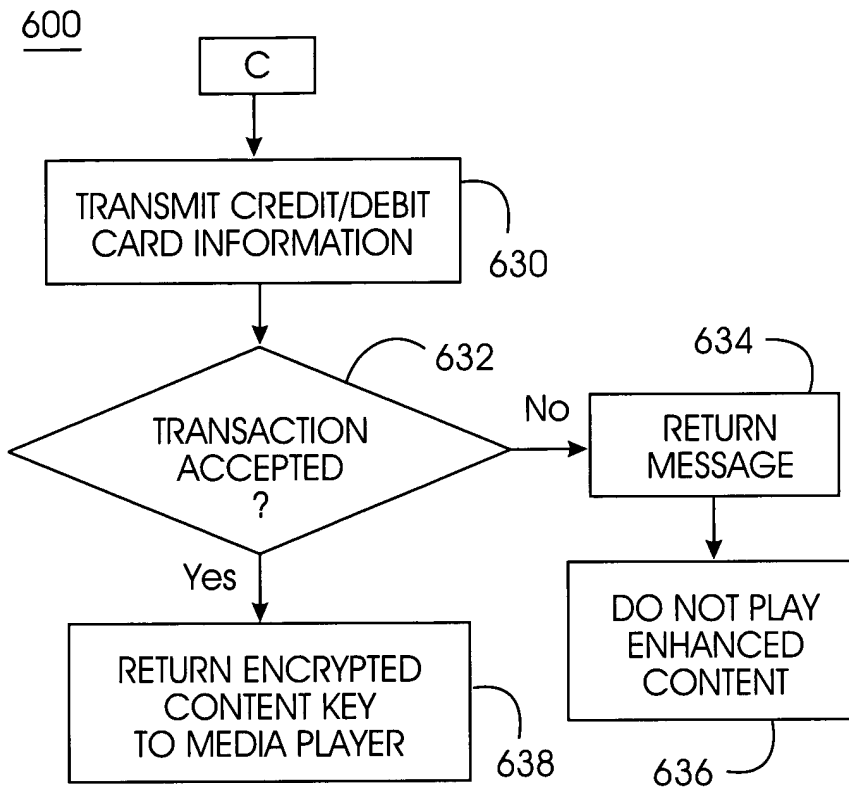 600
C
TRANSMIT CREDIT/DEBIT
CARD INFORMATION
630
632
TRANSACTION
ACCEPTED
?
No
634
RETURN
MESSAGE
Yes
DO NOT PLAY
ENHANCED
CONTENT
636
RETURN ENCRYPTED
CONTENT KEY
TO MEDIA PLAYER
638